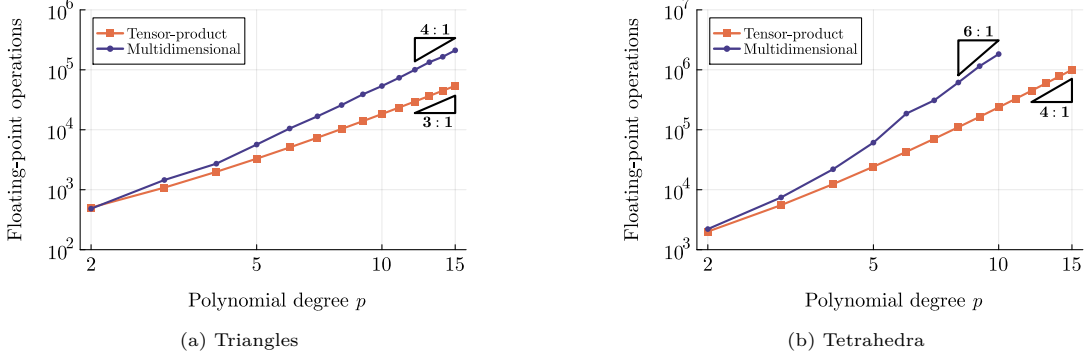 10^6
10^5
10^4
10^3
10^2
Floating-point operations
Tensor-product
Multidimensional
4 : 1
3 : 1
2
5
10
15
Polynomial degree p
(a) Triangles
10^7
10^6
10^5
10^4
10^3
Floating-point operations
Tensor-product
Multidimensional
6 : 1
4 : 1
2
5
10
15
Polynomial degree p
(b) Tetrahedra